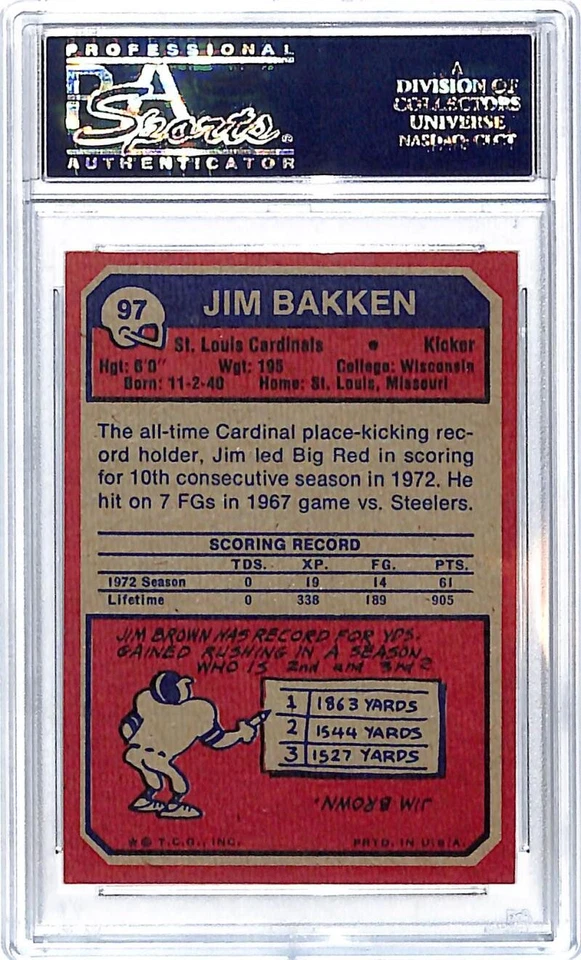 PROFESSIONAL
PSA
Sports®
AUTHENTICATOR
A
DIVISION OF
COLLECTORS
UNIVERSE
NASDAQ: CLCT
97
JIM BAKKEN
St. Louis Cardinals • Kicker
Hgt: 6'0" Wgt: 195 College: Wisconsin
Born: 11-2-40 Home: St. Louis, Missouri
The all-time Cardinal place-kicking rec-
ord holder, Jim led Big Red in scoring
for 10th consecutive season in 1972. He
hit on 7 FGs in 1967 game vs. Steelers.
SCORING RECORD
TDS. XP. FG. PTS.
1972 Season 0 19 14 61
Lifetime 0 338 189 905
JIM BROWN HAS RECORD FOR YDS.
GAINED RUSHING IN A SEASON.
WHO IS 2nd and 3rd?
1 1863 YARDS
2 1544 YARDS
3 1527 YARDS
JIM BROWN.
* © T.C.G., INC. PRTD. IN U.S.A.